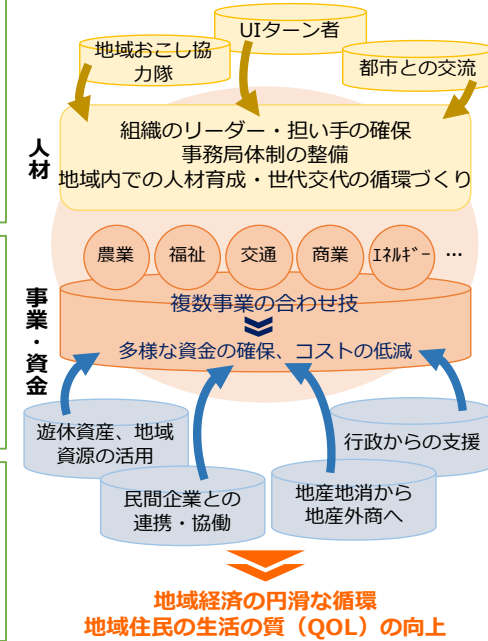 UIターン者
地域おこし協
力隊
都市との交流
人材
組織のリーダー・担い手の確保
事務局体制の整備
地域内での人材育成・世代交代の循環づくり
農業
福祉
交通
商業
ｴﾈﾙｷﾞｰ
…
事業・資金
複数事業の合わせ技
多様な資金の確保、コストの低減
遊休資産、地域
資源の活用
行政からの支援
民間企業との
連携・協働
地産地消から
地産外商へ
地域経済の円滑な循環
地域住民の生活の質（QOL）の向上